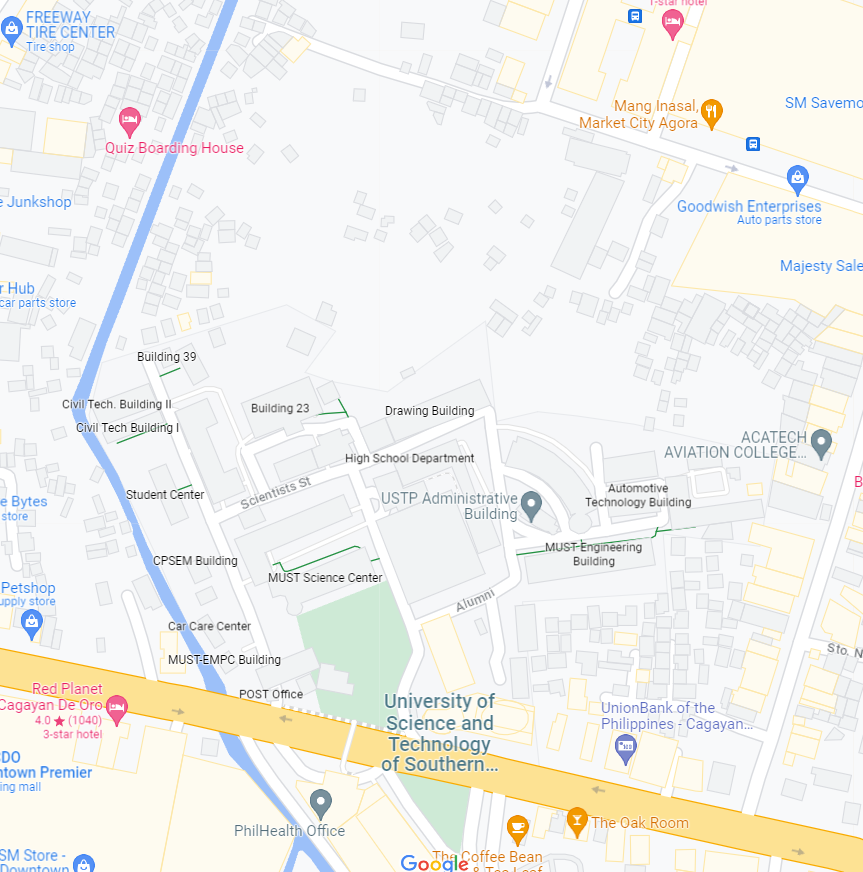 FREEWAY
TIRE CENTER
Tire shop
1-star hotel
SM Savemo
Mang Inasal,
Market City Agora
Quiz Boarding House
e Junkshop
Goodwish Enterprises
Auto parts store
Majesty Sale
r Hub
car parts store
Building 39
Civil Tech. Building II
Building 23
Drawing Building
Civil Tech Building I
ACATECH
AVIATION COLLEGE...
High School Department
Scientists St
Student Center
USTP Administrative
Building
Automotive
Technology Building
B
e Bytes
store
MUST Engineering
Building
CPSEM Building
MUST Science Center
Petshop
upply store
Alumni
Car Care Center
Sto. N
MUST-EMPC Building
POST Office
Red Planet
Cagayan De Oro
4.0 ★ (1040)
3-star hotel
University of
Science and
Technology
of Southern...
UnionBank of the
Philippines - Cagayan...
CDO
ntown Premier
ing mall
PhilHealth Office
The Oak Room
SM Store -
Downtown
The Coffee Bean
& Tea Leaf
Google